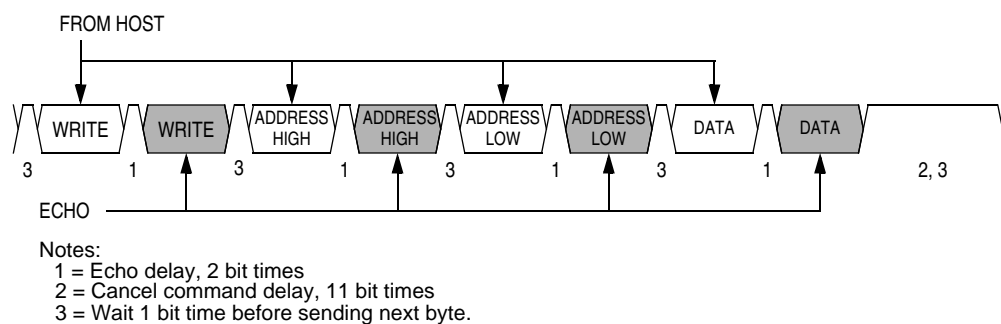 FROM HOST
WRITE WRITE ADDRESS HIGH ADDRESS HIGH ADDRESS LOW ADDRESS LOW DATA DATA
3 1 3 1 3 1 3 1 2, 3
ECHO
Notes:
1 = Echo delay, 2 bit times
2 = Cancel command delay, 11 bit times
3 = Wait 1 bit time before sending next byte.